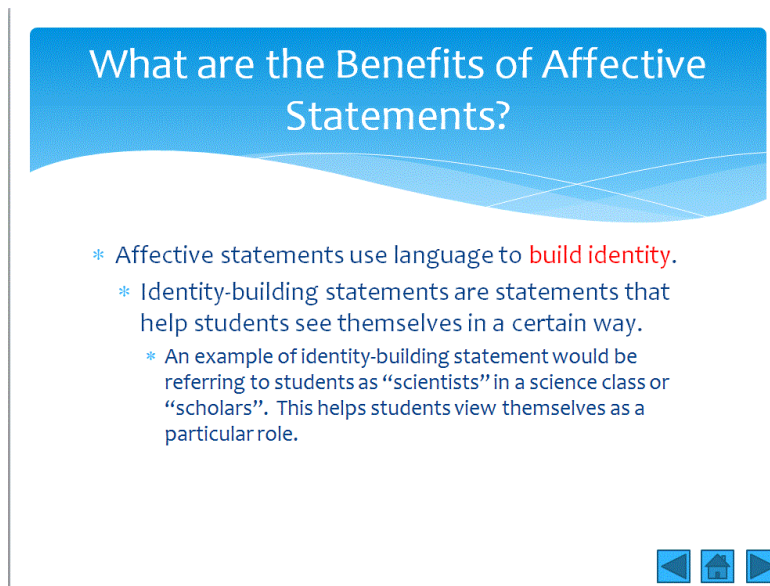 What are the Benefits of Affective
Statements?
* Affective statements use language to build identity.
* Identity-building statements are statements that
help students see themselves in a certain way.
* An example of identity-building statement would be
referring to students as “scientists” in a science class or
“scholars”. This helps students view themselves as a
particular role.